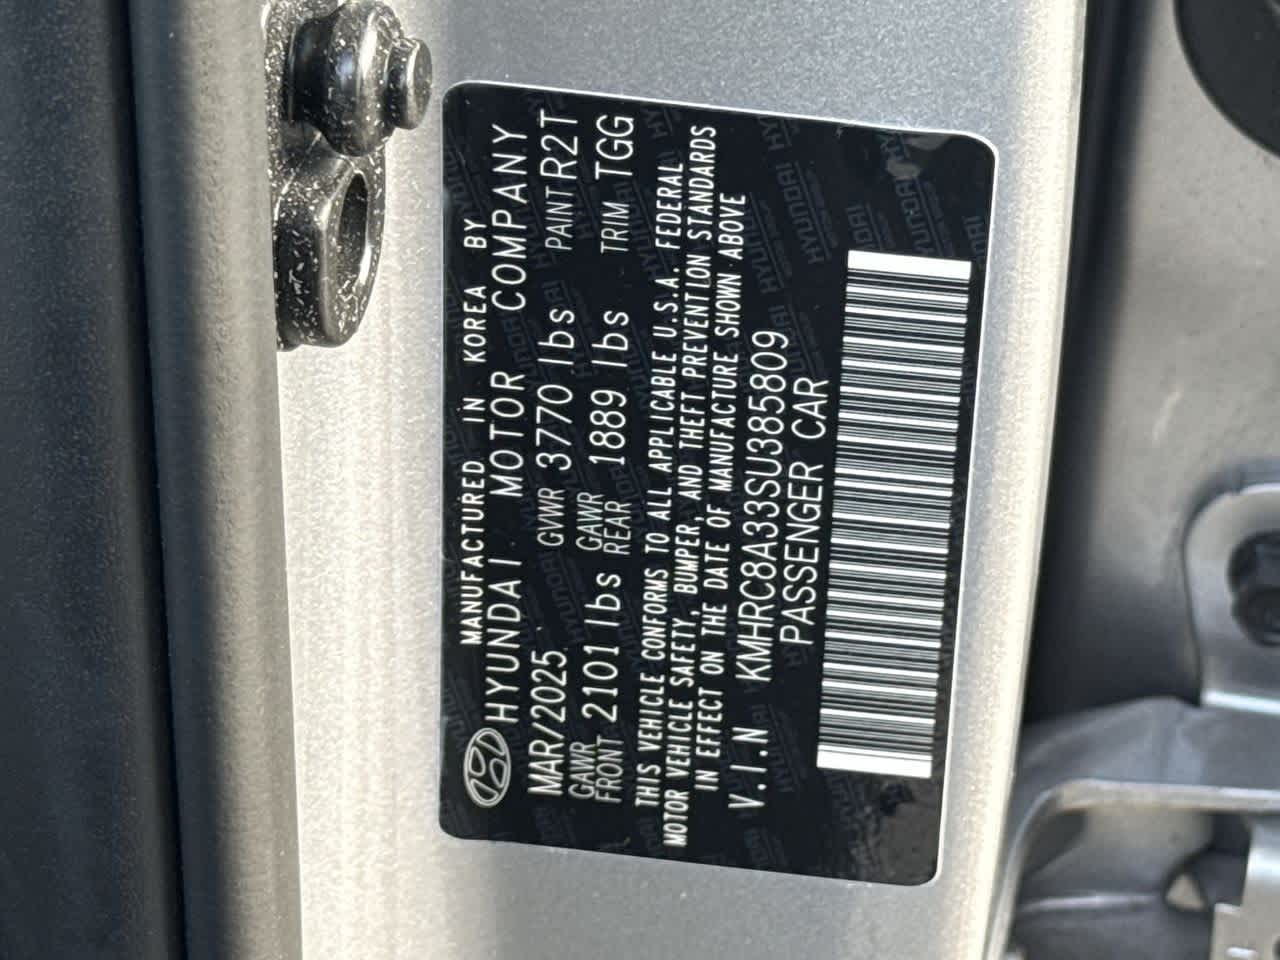 MANUFACTURED IN KOREA BY
HYUNDAI MOTOR COMPANY
MAR/2025 GVWR 3770 lbs PAINT R2T
GAWR FRONT 2101 lbs GAWR REAR 1889 lbs TRIM TGG
THIS VEHICLE CONFORMS TO ALL APPLICABLE U.S.A. FEDERAL
MOTOR VEHICLE SAFETY, BUMPER, AND THEFT PREVENTION STANDARDS
IN EFFECT ON THE DATE OF MANUFACTURE SHOWN ABOVE
V.I.N KMHRC8A33SU385809
PASSENGER CAR